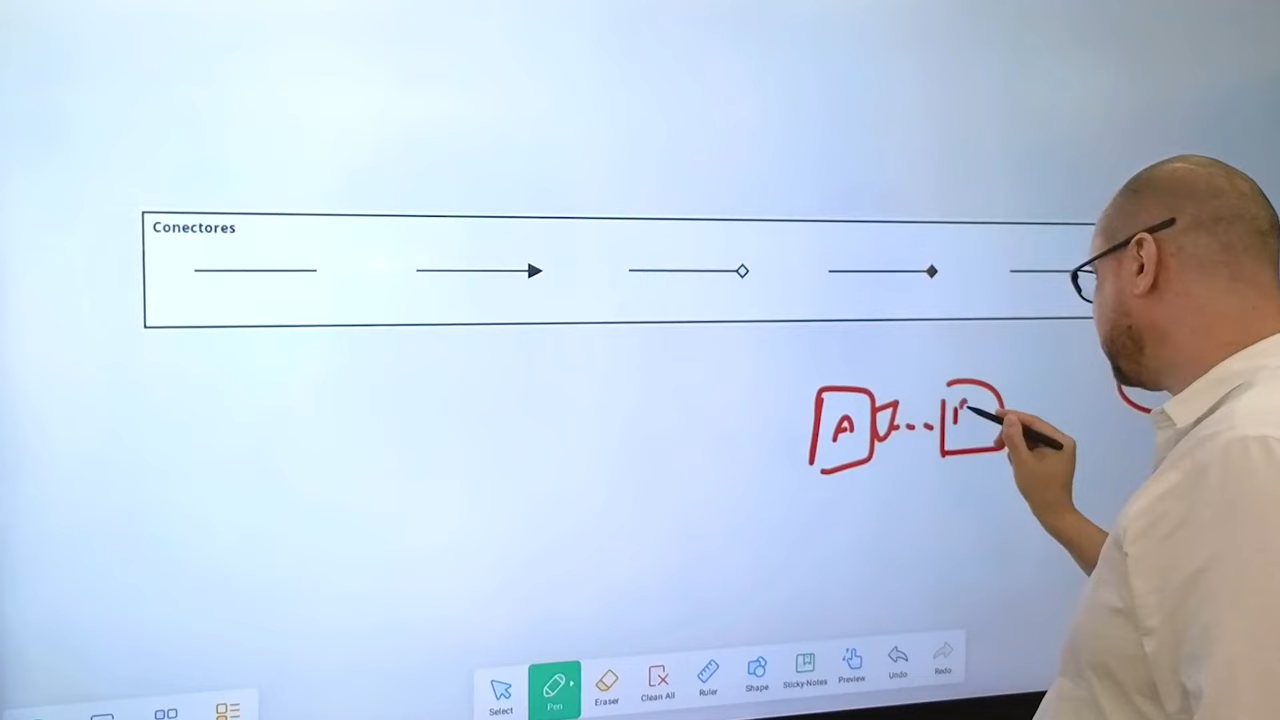 Conectores
A
Select
Pen
Eraser
Clean All
Ruler
Shape
Sticky Notes
Preview
Undo
Redo